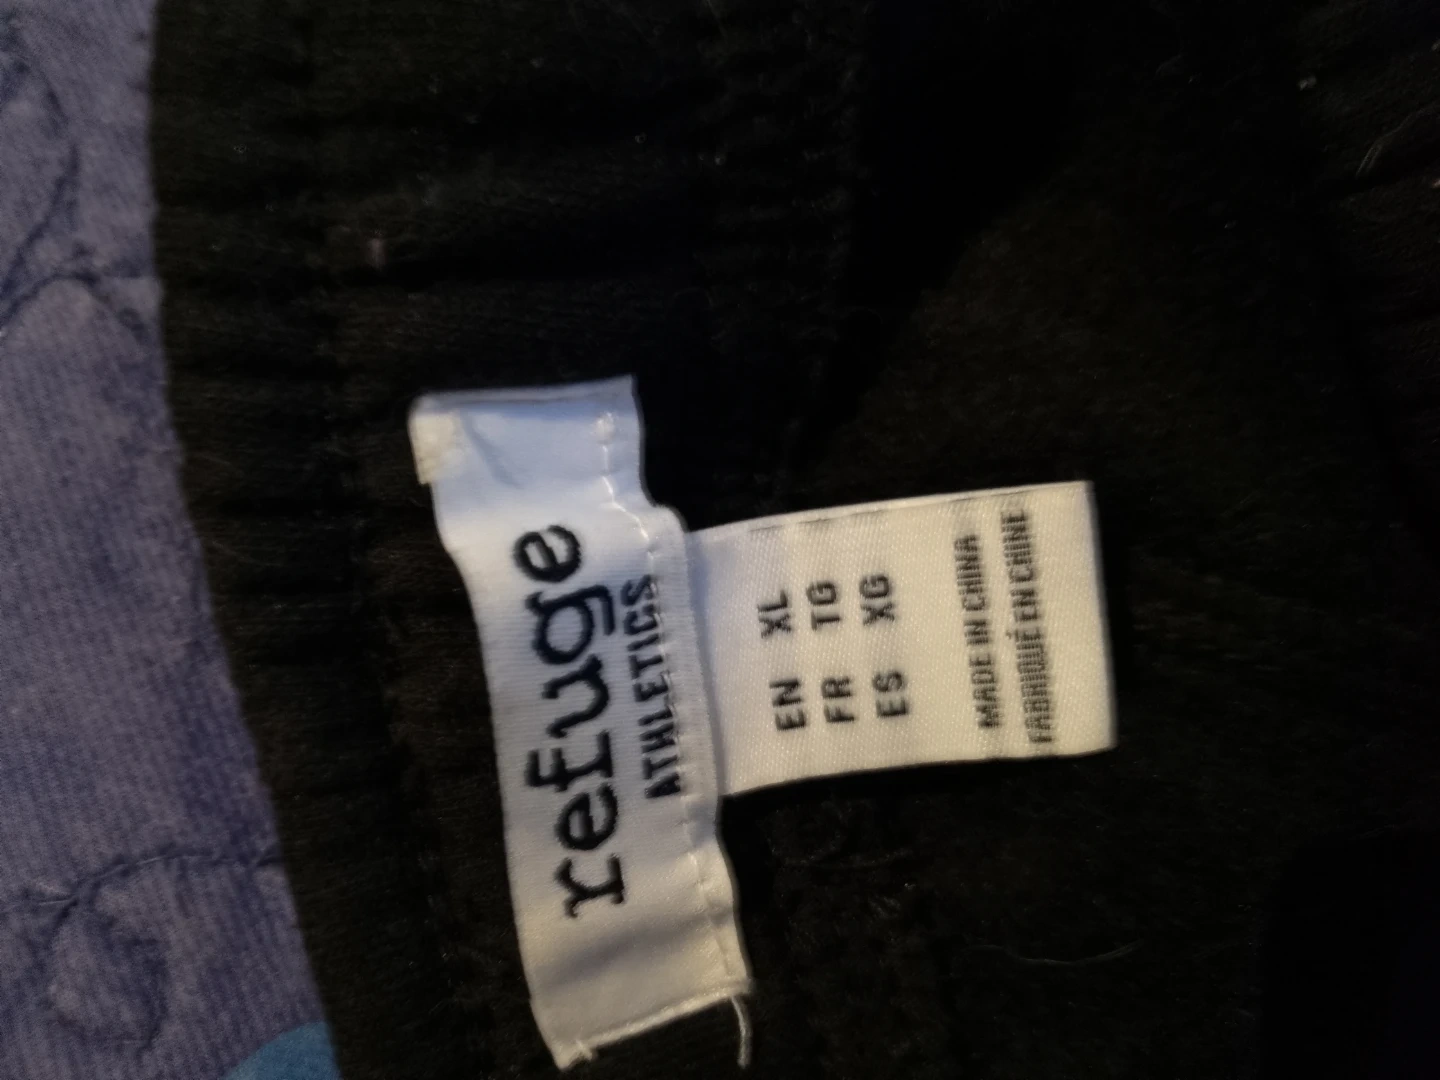 refuge
ATHLETICS
EN XL
FR TG
ES XG
MADE IN CHINA
FABRIQUÉ EN CHINE